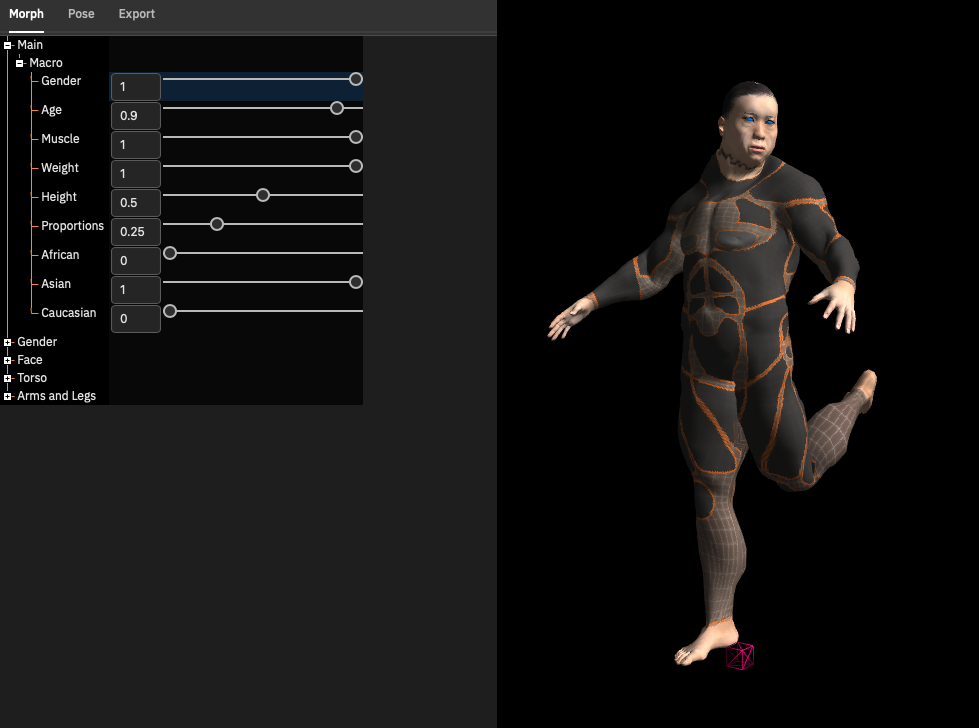 Morph Pose Export
Main
Macro
Gender 1
Age 0.9
Muscle 1
Weight 1
Height 0.5
Proportions 0.25
African 0
Asian 1
Caucasian 0
Gender
Face
Torso
Arms and Legs